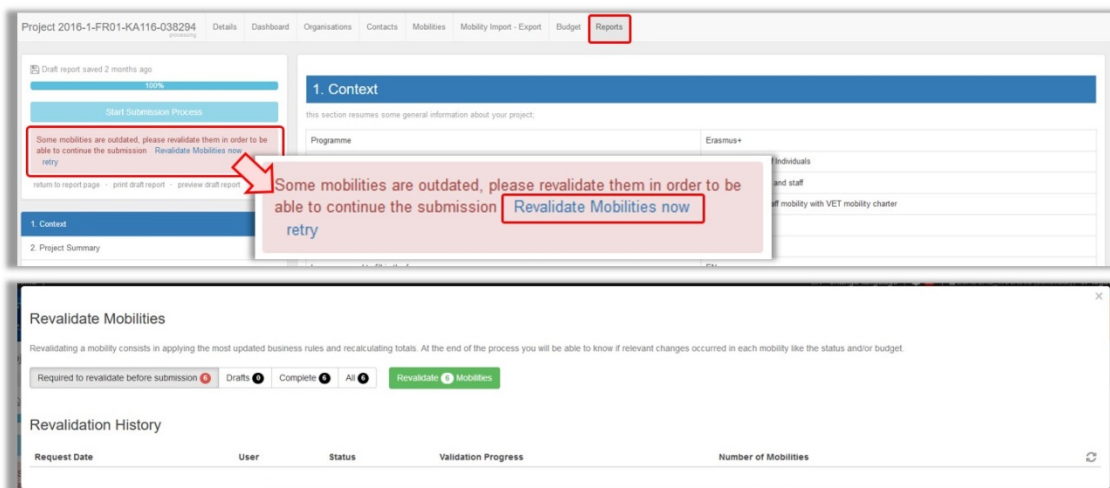 Project 2016-1-FR01-KA116-038294 Details Dashboard Organisations Contacts Mobilities Mobility Import - Export Budget Reports
processing
Draft report saved 2 months ago
100%
Start Submission Process
Some mobilities are outdated, please revalidate them in order to be
able to continue the submission Revalidate Mobilities now
retry
return to report page - print draft report - preview draft report
1. Context
2. Project Summary
1. Context
this section resumes some general information about your project;
Programme Erasmus+
Individuals
and staff
mobility with VET mobility charter
Some mobilities are outdated, please revalidate them in order to be
able to continue the submission Revalidate Mobilities now
retry
Revalidate Mobilities
Revalidating a mobility consists in applying the most updated business rules and recalculating totals. At the end of the process you will be able to know if relevant changes occurred in each mobility like the status and/or budget.
Required to revalidate before submission 6 Drafts 0 Complete 6 All 6 Revalidate 6 Mobilities
Revalidation History
Request Date User Status Validation Progress Number of Mobilities